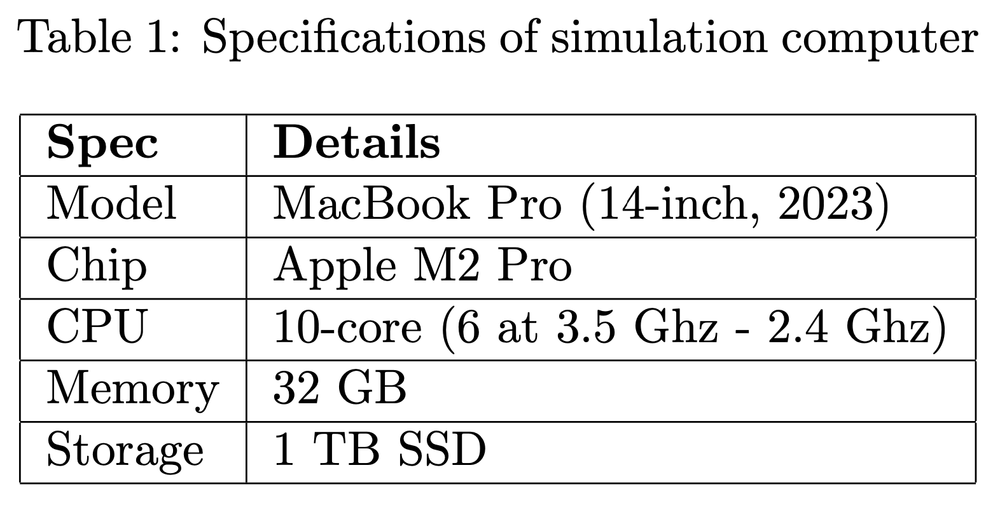 Table 1: Specifications of simulation computer
Spec Details
Model MacBook Pro (14-inch, 2023)
Chip Apple M2 Pro
CPU 10-core (6 at 3.5 Ghz - 2.4 Ghz)
Memory 32 GB
Storage 1 TB SSD